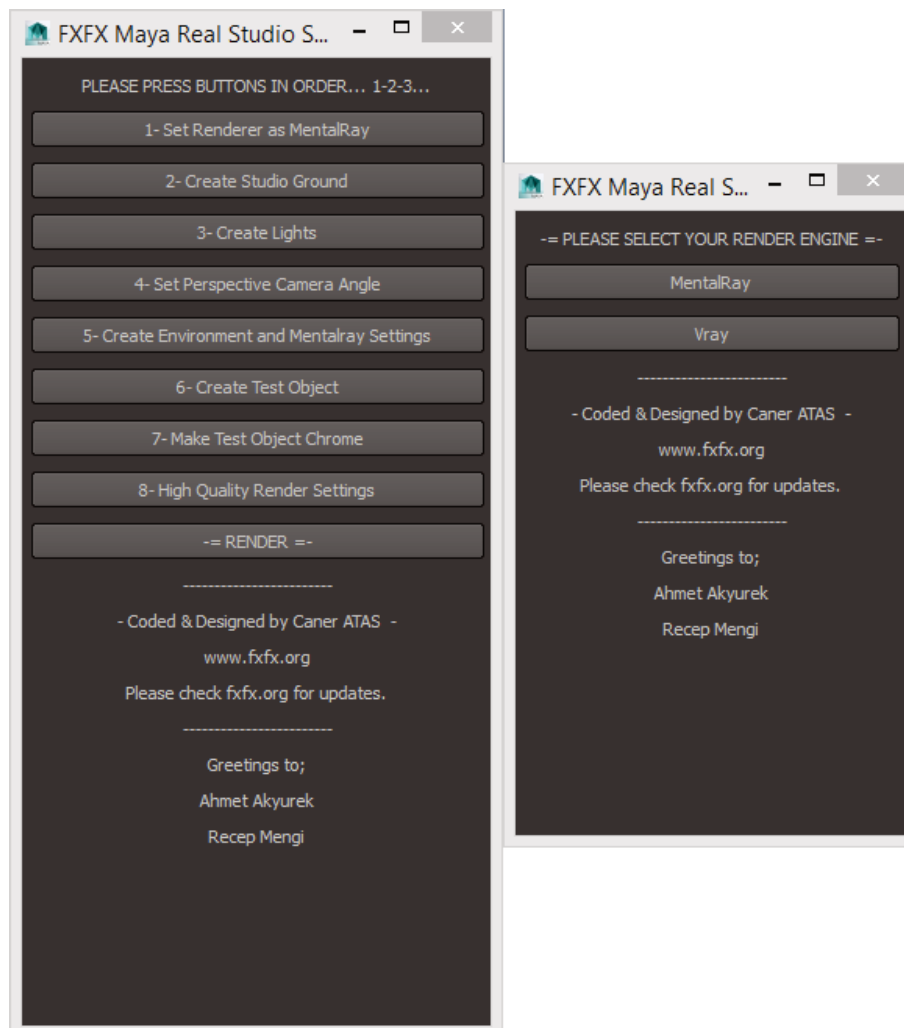 FXFX Maya Real Studio S...
PLEASE PRESS BUTTONS IN ORDER... 1-2-3...
1- Set Renderer as MentalRay
2- Create Studio Ground
3- Create Lights
4- Set Perspective Camera Angle
5- Create Environment and Mentalray Settings
6- Create Test Object
7- Make Test Object Chrome
8- High Quality Render Settings
-= RENDER =-
------------------------
- Coded & Designed by Caner ATAS -
www.fxfx.org
Please check fxfx.org for updates.
------------------------
Greetings to;
Ahmet Akyurek
Recep Mengi
FXFX Maya Real S...
-= PLEASE SELECT YOUR RENDER ENGINE =-
MentalRay
Vray
------------------------
- Coded & Designed by Caner ATAS -
www.fxfx.org
Please check fxfx.org for updates.
------------------------
Greetings to;
Ahmet Akyurek
Recep Mengi